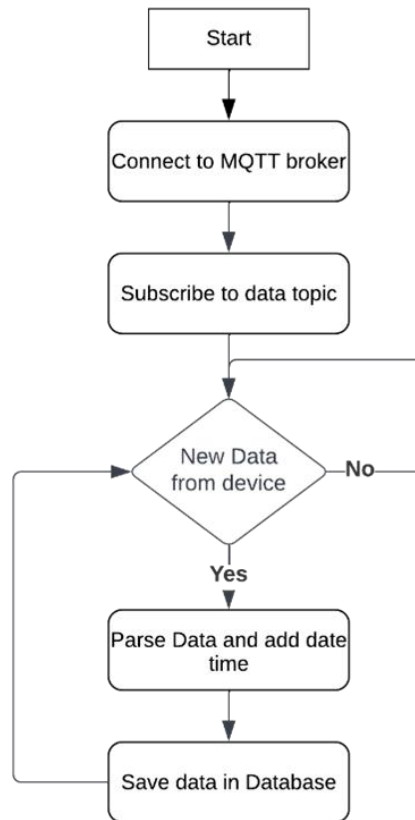 Start
Connect to MQTT broker
Subscribe to data topic
New Data
from device
No
Yes
Parse Data and add date
time
Save data in Database